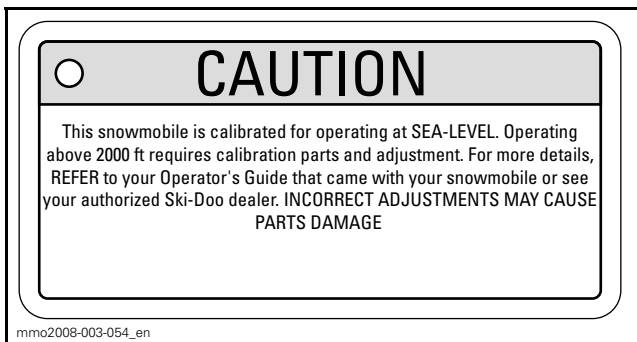 CAUTION
This snowmobile is calibrated for operating at SEA-LEVEL. Operating
above 2000 ft requires calibration parts and adjustment. For more details,
REFER to your Operator's Guide that came with your snowmobile or see
your authorized Ski-Doo dealer. INCORRECT ADJUSTMENTS MAY CAUSE
PARTS DAMAGE
mmo2008-003-054_en